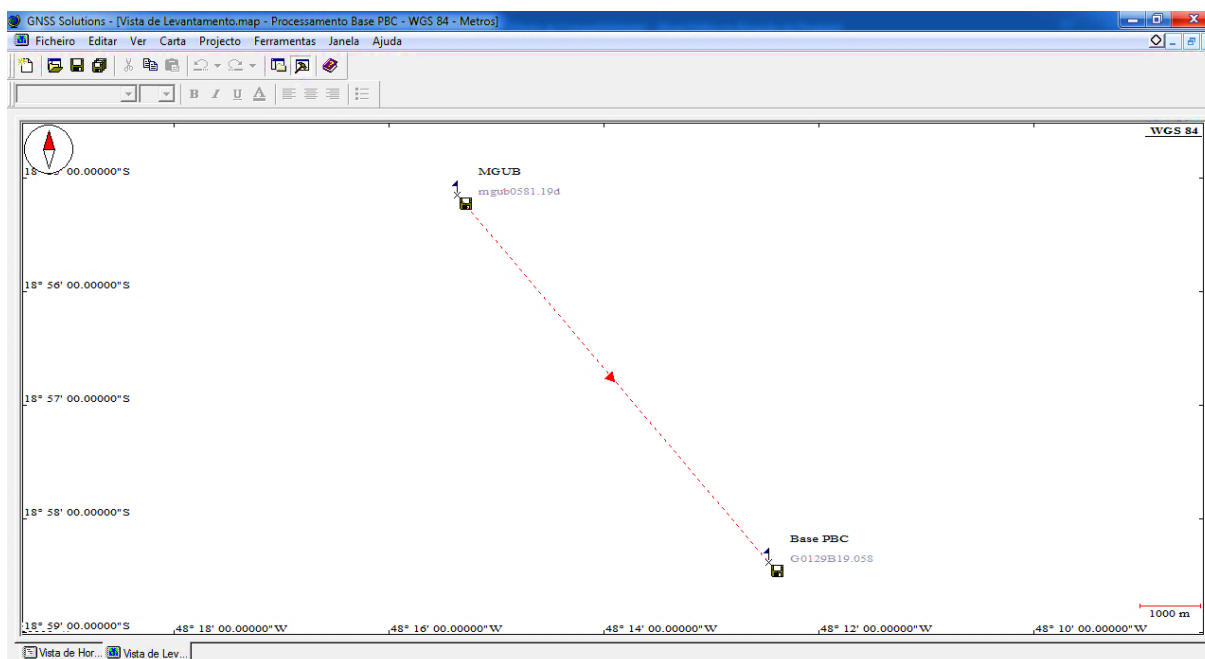 GNSS Solutions - [Vista de Levantamento.map - Processamento Base PBC - WGS 84 - Metros]
Ficheiro Editar Ver Carta Projecto Ferramentas Janela Ajuda
B I U A
WGS 84
00.00000"S
MGUB
mgub0581.19d
18° 56' 00.00000"S
18° 57' 00.00000"S
18° 58' 00.00000"S
Base PBC
G0129B19.058
1000 m
18° 59' 00.00000"S
48° 18' 00.00000"W
48° 16' 00.00000"W
48° 14' 00.00000"W
48° 12' 00.00000"W
48° 10' 00.00000"W
Vista de Hor... Vista de Lev...